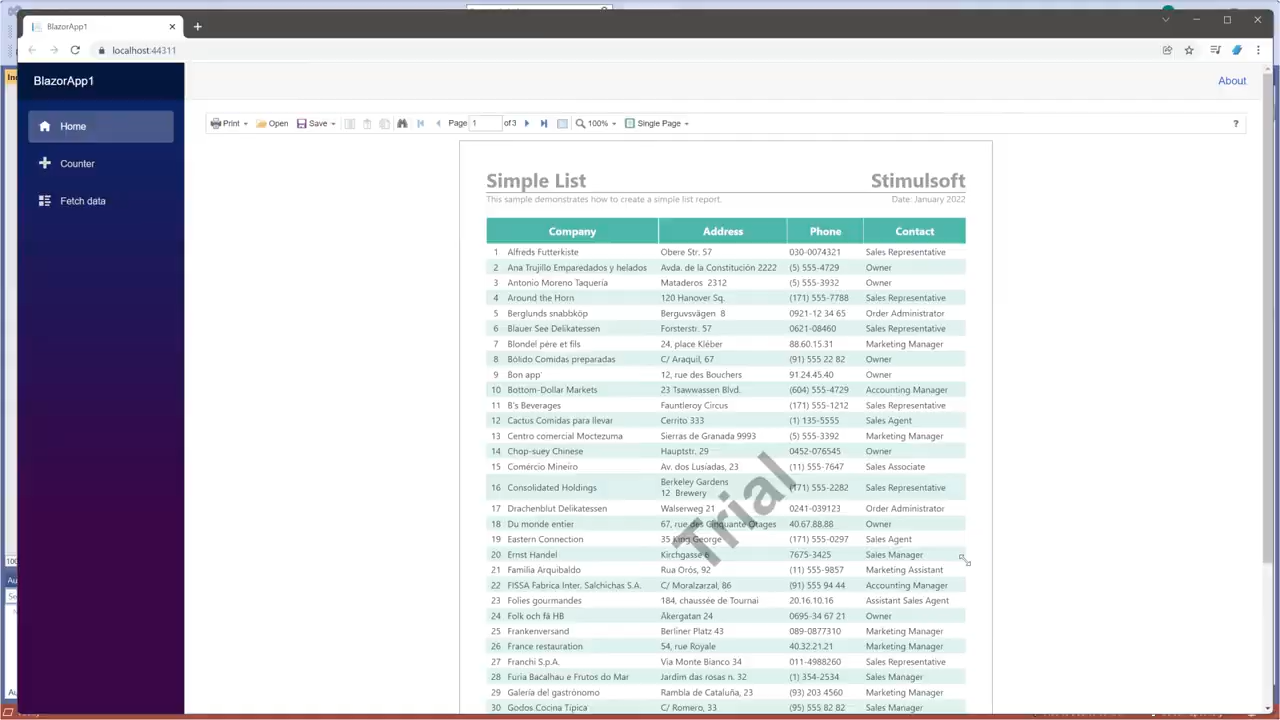 BlazorApp1
localhost:44311
BlazorApp1
About
Home
Counter
Fetch data
Print Open Save Page 1 of 3 100% Single Page ?
Simple List Stimulsoft
This sample demonstrates how to create a simple list report. Date: January 2022
Company Address Phone Contact
1 Alfreds Futterkiste Obere Str. 57 030-0074321 Sales Representative
2 Ana Trujillo Emparedados y helados Avda. de la Constitución 2222 (5) 555-4729 Owner
3 Antonio Moreno Taquería Mataderos 2312 (5) 555-3932 Owner
4 Around the Horn 120 Hanover Sq. (171) 555-7788 Sales Representative
5 Berglunds snabbköp Berguvsvägen 8 0921-12 34 65 Order Administrator
6 Blauer See Delikatessen Forsterstr. 57 0621-08460 Sales Representative
7 Blondel père et fils 24, place Kléber 88.60.15.31 Marketing Manager
8 Bólido Comidas preparadas C/ Araquil, 67 (91) 555 22 82 Owner
9 Bon app' 12, rue des Bouchers 91.24.45.40 Owner
10 Bottom-Dollar Markets 23 Tsawwassen Blvd. (604) 555-4729 Accounting Manager
11 B's Beverages Fauntleroy Circus (171) 555-1212 Sales Representative
12 Cactus Comidas para llevar Cerrito 333 (1) 135-5555 Sales Agent
13 Centro comercial Moctezuma Sierras de Granada 9993 (5) 555-3392 Marketing Manager
14 Chop-suey Chinese Hauptstr. 29 0452-076545 Owner
15 Comércio Mineiro Av. dos Lusíadas, 23 (11) 555-7647 Sales Associate
16 Consolidated Holdings Berkeley Gardens 12 Brewery (171) 555-2282 Sales Representative
17 Drachenblut Delikatessen Walserweg 21 0241-039123 Order Administrator
18 Du monde entier 67, rue des Cinquante Otages 40.67.88.88 Owner
19 Eastern Connection 35 King George (171) 555-0297 Sales Agent
20 Ernst Handel Kirchgasse 6 7675-3425 Sales Manager
21 Familia Arquibaldo Rua Orós, 92 (11) 555-9857 Marketing Assistant
22 FISSA Fabrica Inter. Salchichas S.A. C/ Moralzarzal, 86 (91) 555 94 44 Accounting Manager
23 Folies gourmandes 184, chaussée de Tournai 20.16.10.16 Assistant Sales Agent
24 Folk och fä HB Åkergatan 24 0695-34 67 21 Owner
25 Frankenversand Berliner Platz 43 089-0877310 Marketing Manager
26 France restauration 54, rue Royale 40.32.21.21 Marketing Manager
27 Franchi S.p.A. Via Monte Bianco 34 011-4988260 Sales Representative
28 Furia Bacalhau e Frutos do Mar Jardim das rosas n. 32 (1) 354-2534 Sales Manager
29 Galería del gastrónomo Rambla de Cataluña, 23 (93) 203 4560 Marketing Manager
30 Godos Cocina Típica C/ Romero, 33 (95) 555 82 82 Sales Manager
Trial